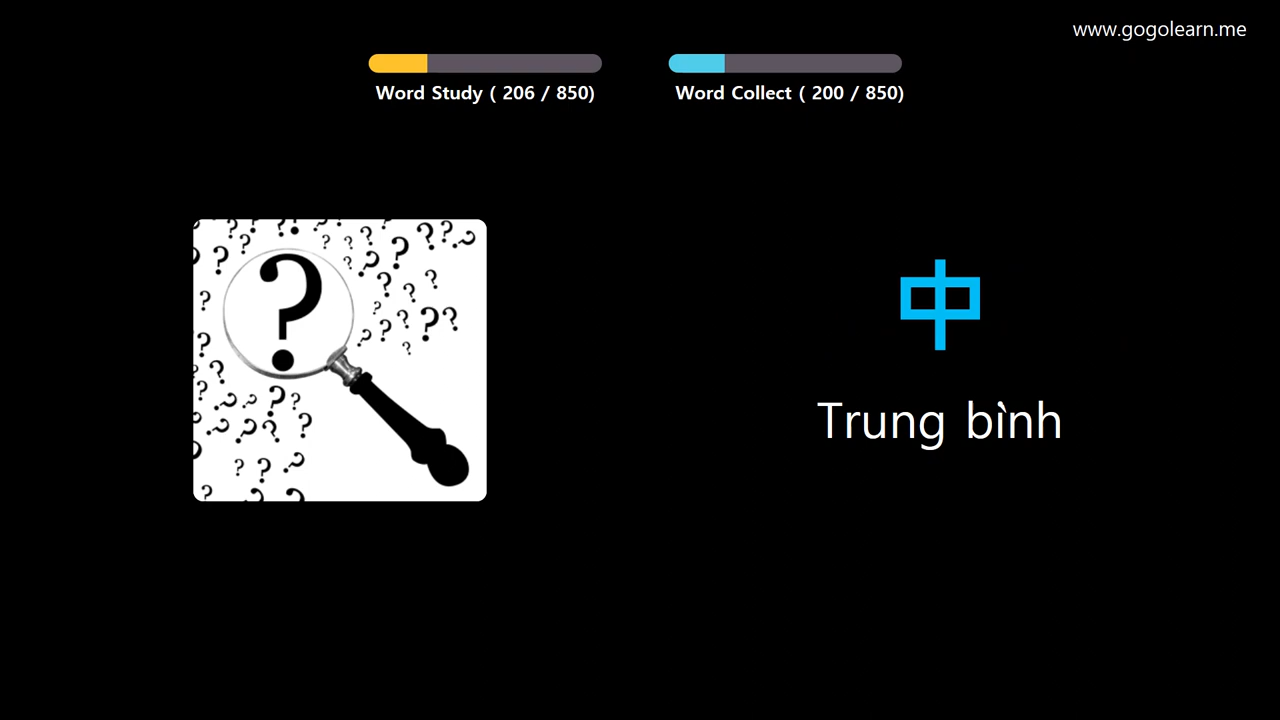 www.gogolearn.me
Word Study ( 206 / 850)
Word Collect ( 200 / 850)
中
Trung bình